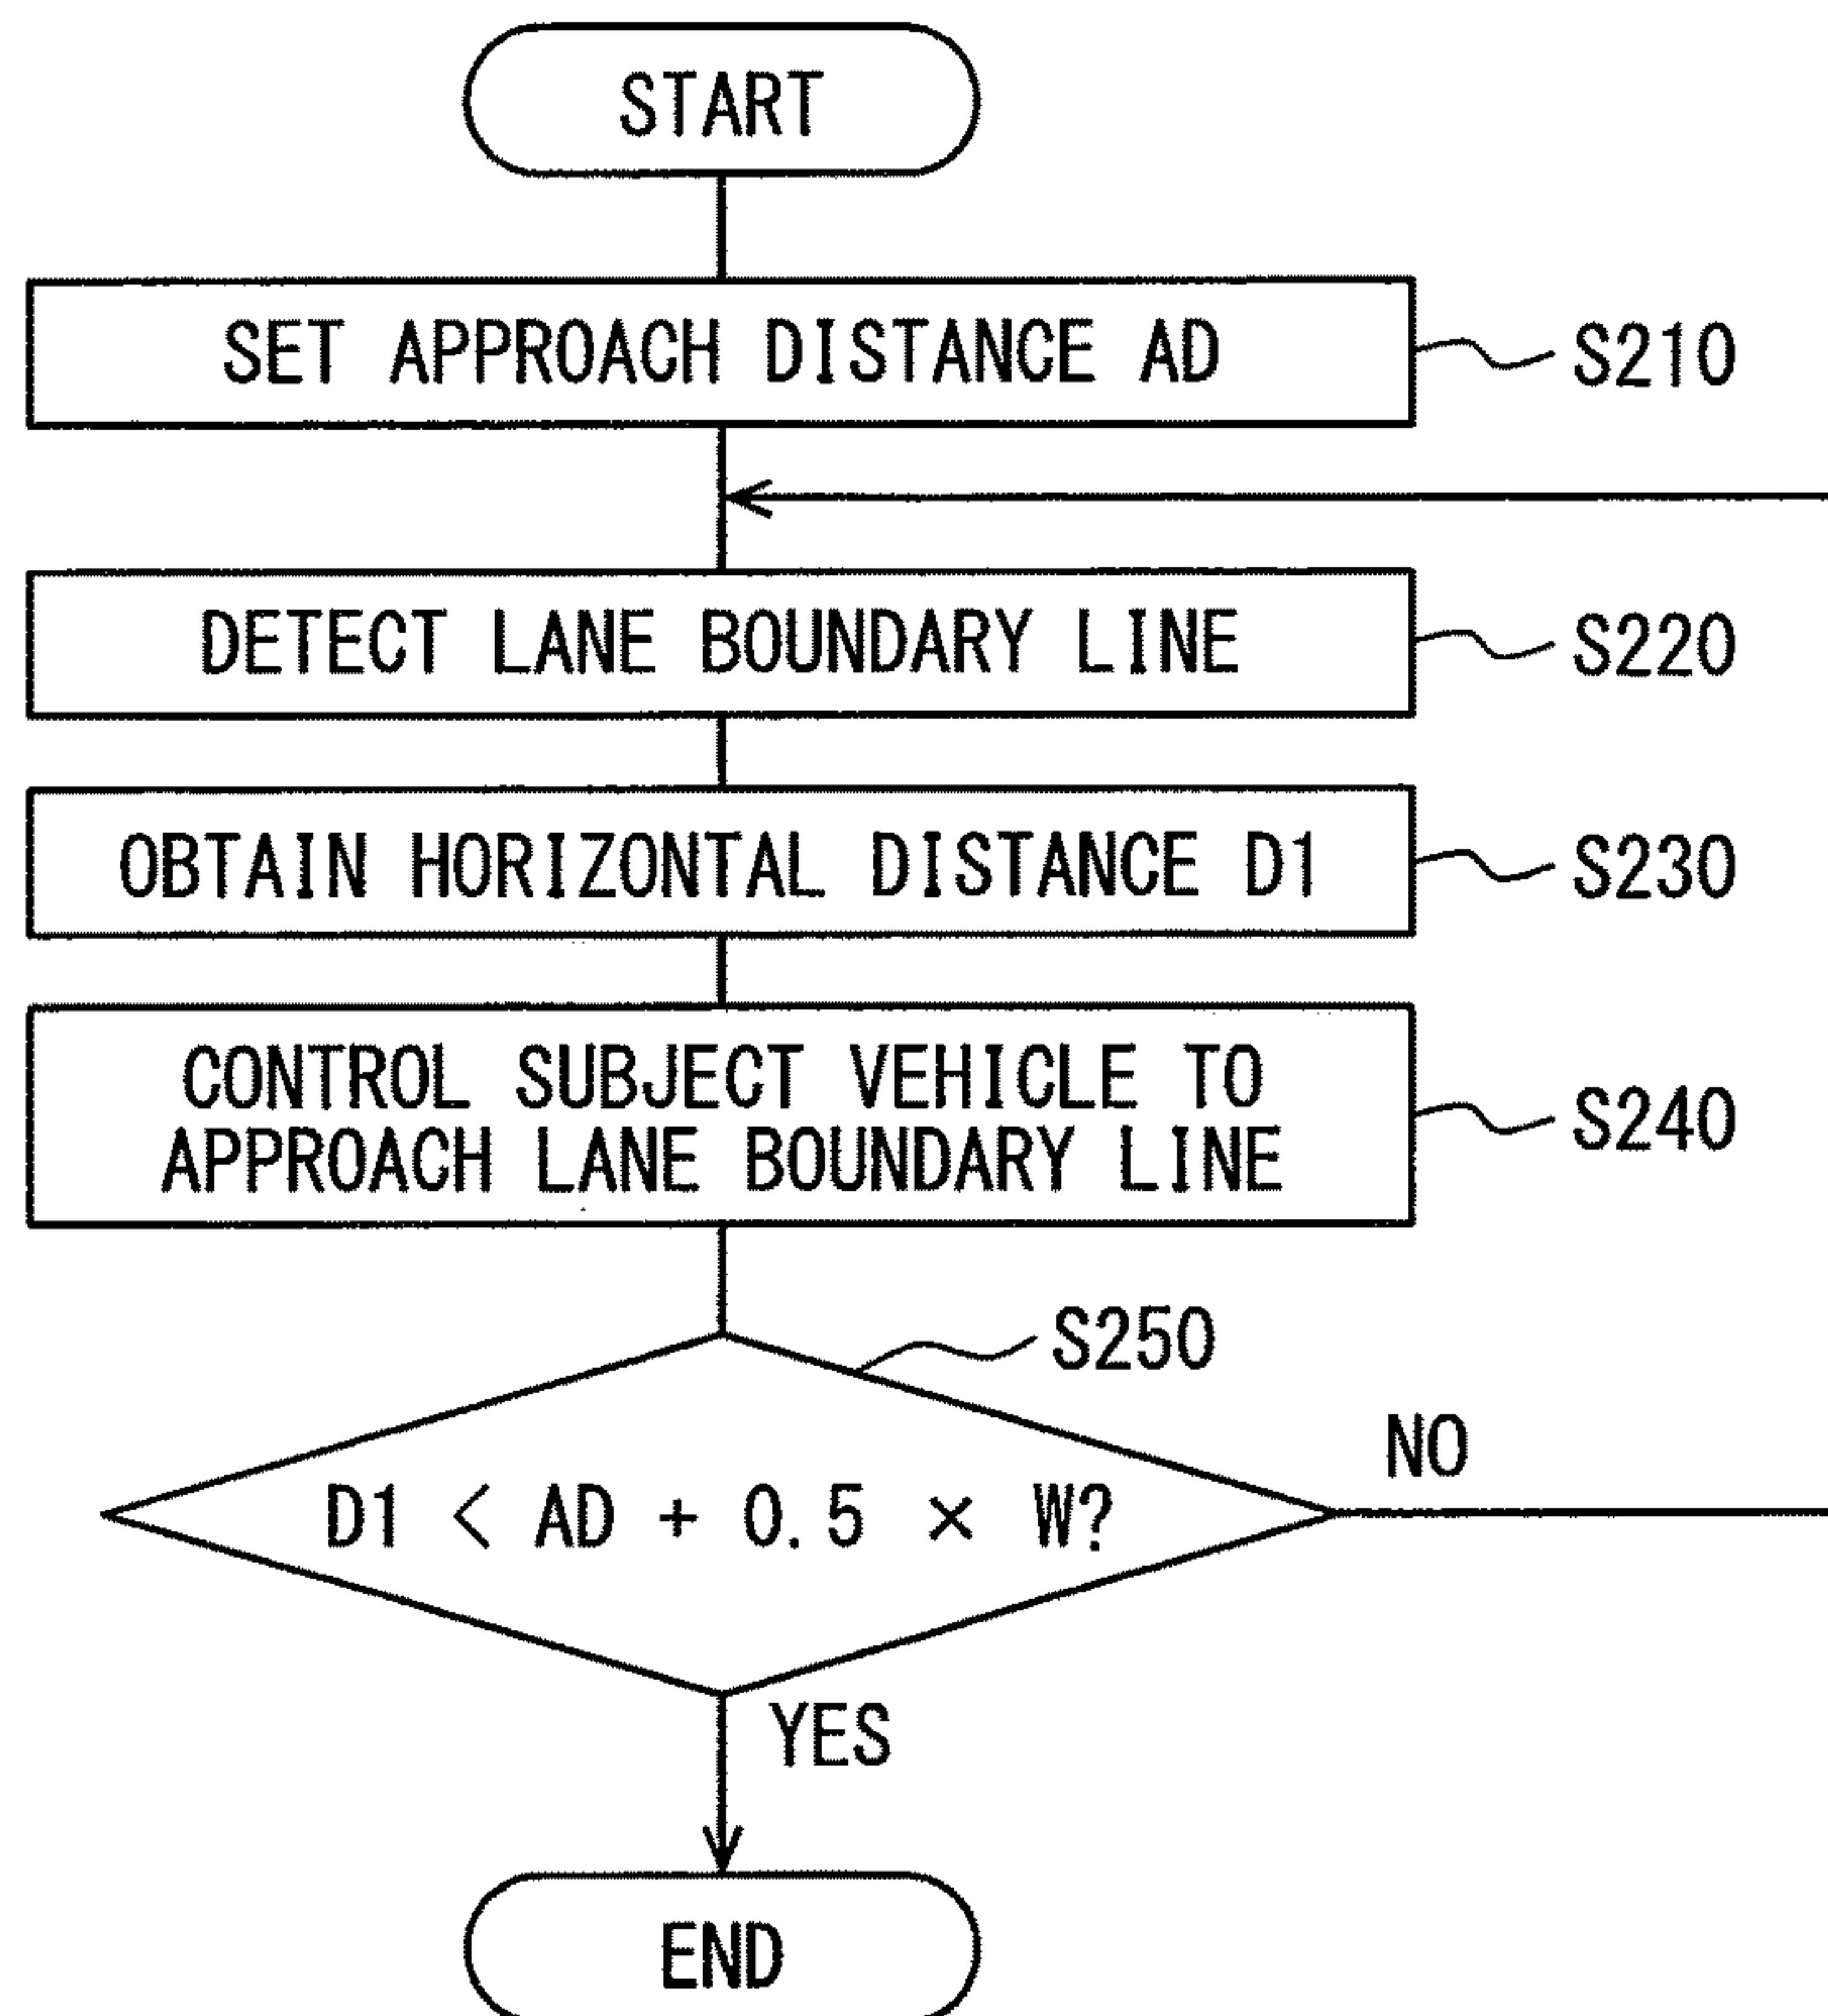 START
SET APPROACH DISTANCE AD
S210
DETECT LANE BOUNDARY LINE
S220
OBTAIN HORIZONTAL DISTANCE D1
S230
CONTROL SUBJECT VEHICLE TO
APPROACH LANE BOUNDARY LINE
S240
S250
D1 < AD + 0.5 × W?
NO
YES
END